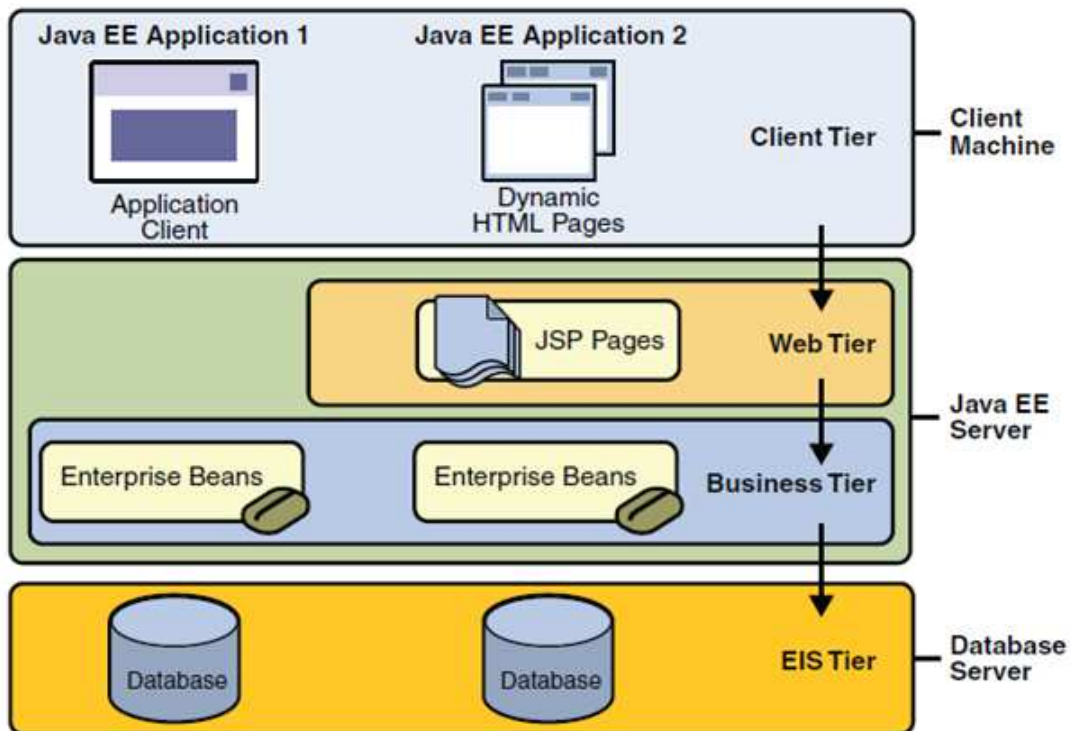 Java EE Application 1
Java EE Application 2
Application
Client
Dynamic
HTML Pages
Client Tier
Client
Machine
JSP Pages
Web Tier
Java EE
Server
Enterprise Beans
Enterprise Beans
Business Tier
Database
Database
EIS Tier
Database
Server